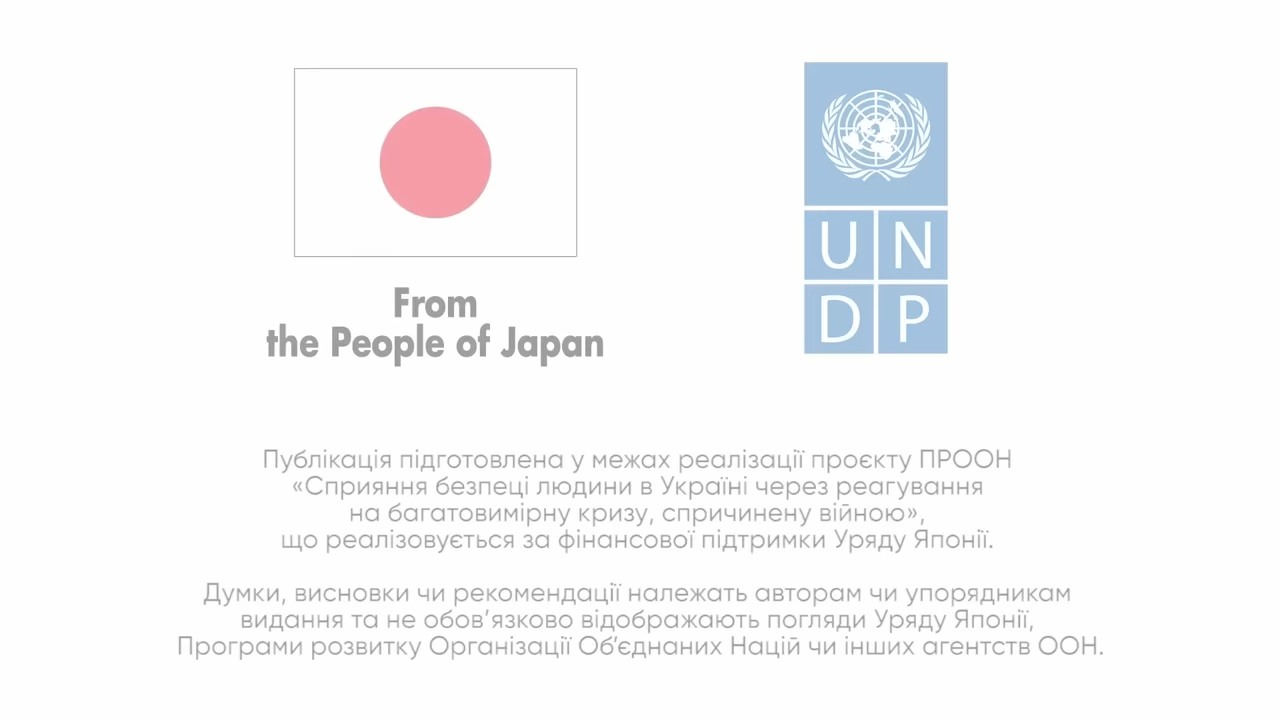 From
the People of Japan
U N
D P
Публікація підготовлена у межах реалізації проєкту ПРООН
«Сприяння безпеці людини в Україні через реагування
на багатовимірну кризу, спричинену війною»,
що реалізовується за фінансової підтримки Уряду Японії.
Думки, висновки чи рекомендації належать авторам чи упорядникам
видання та не обов’язково відображають погляди Уряду Японії,
Програми розвитку Організації Об’єднаних Націй чи інших агентств ООН.